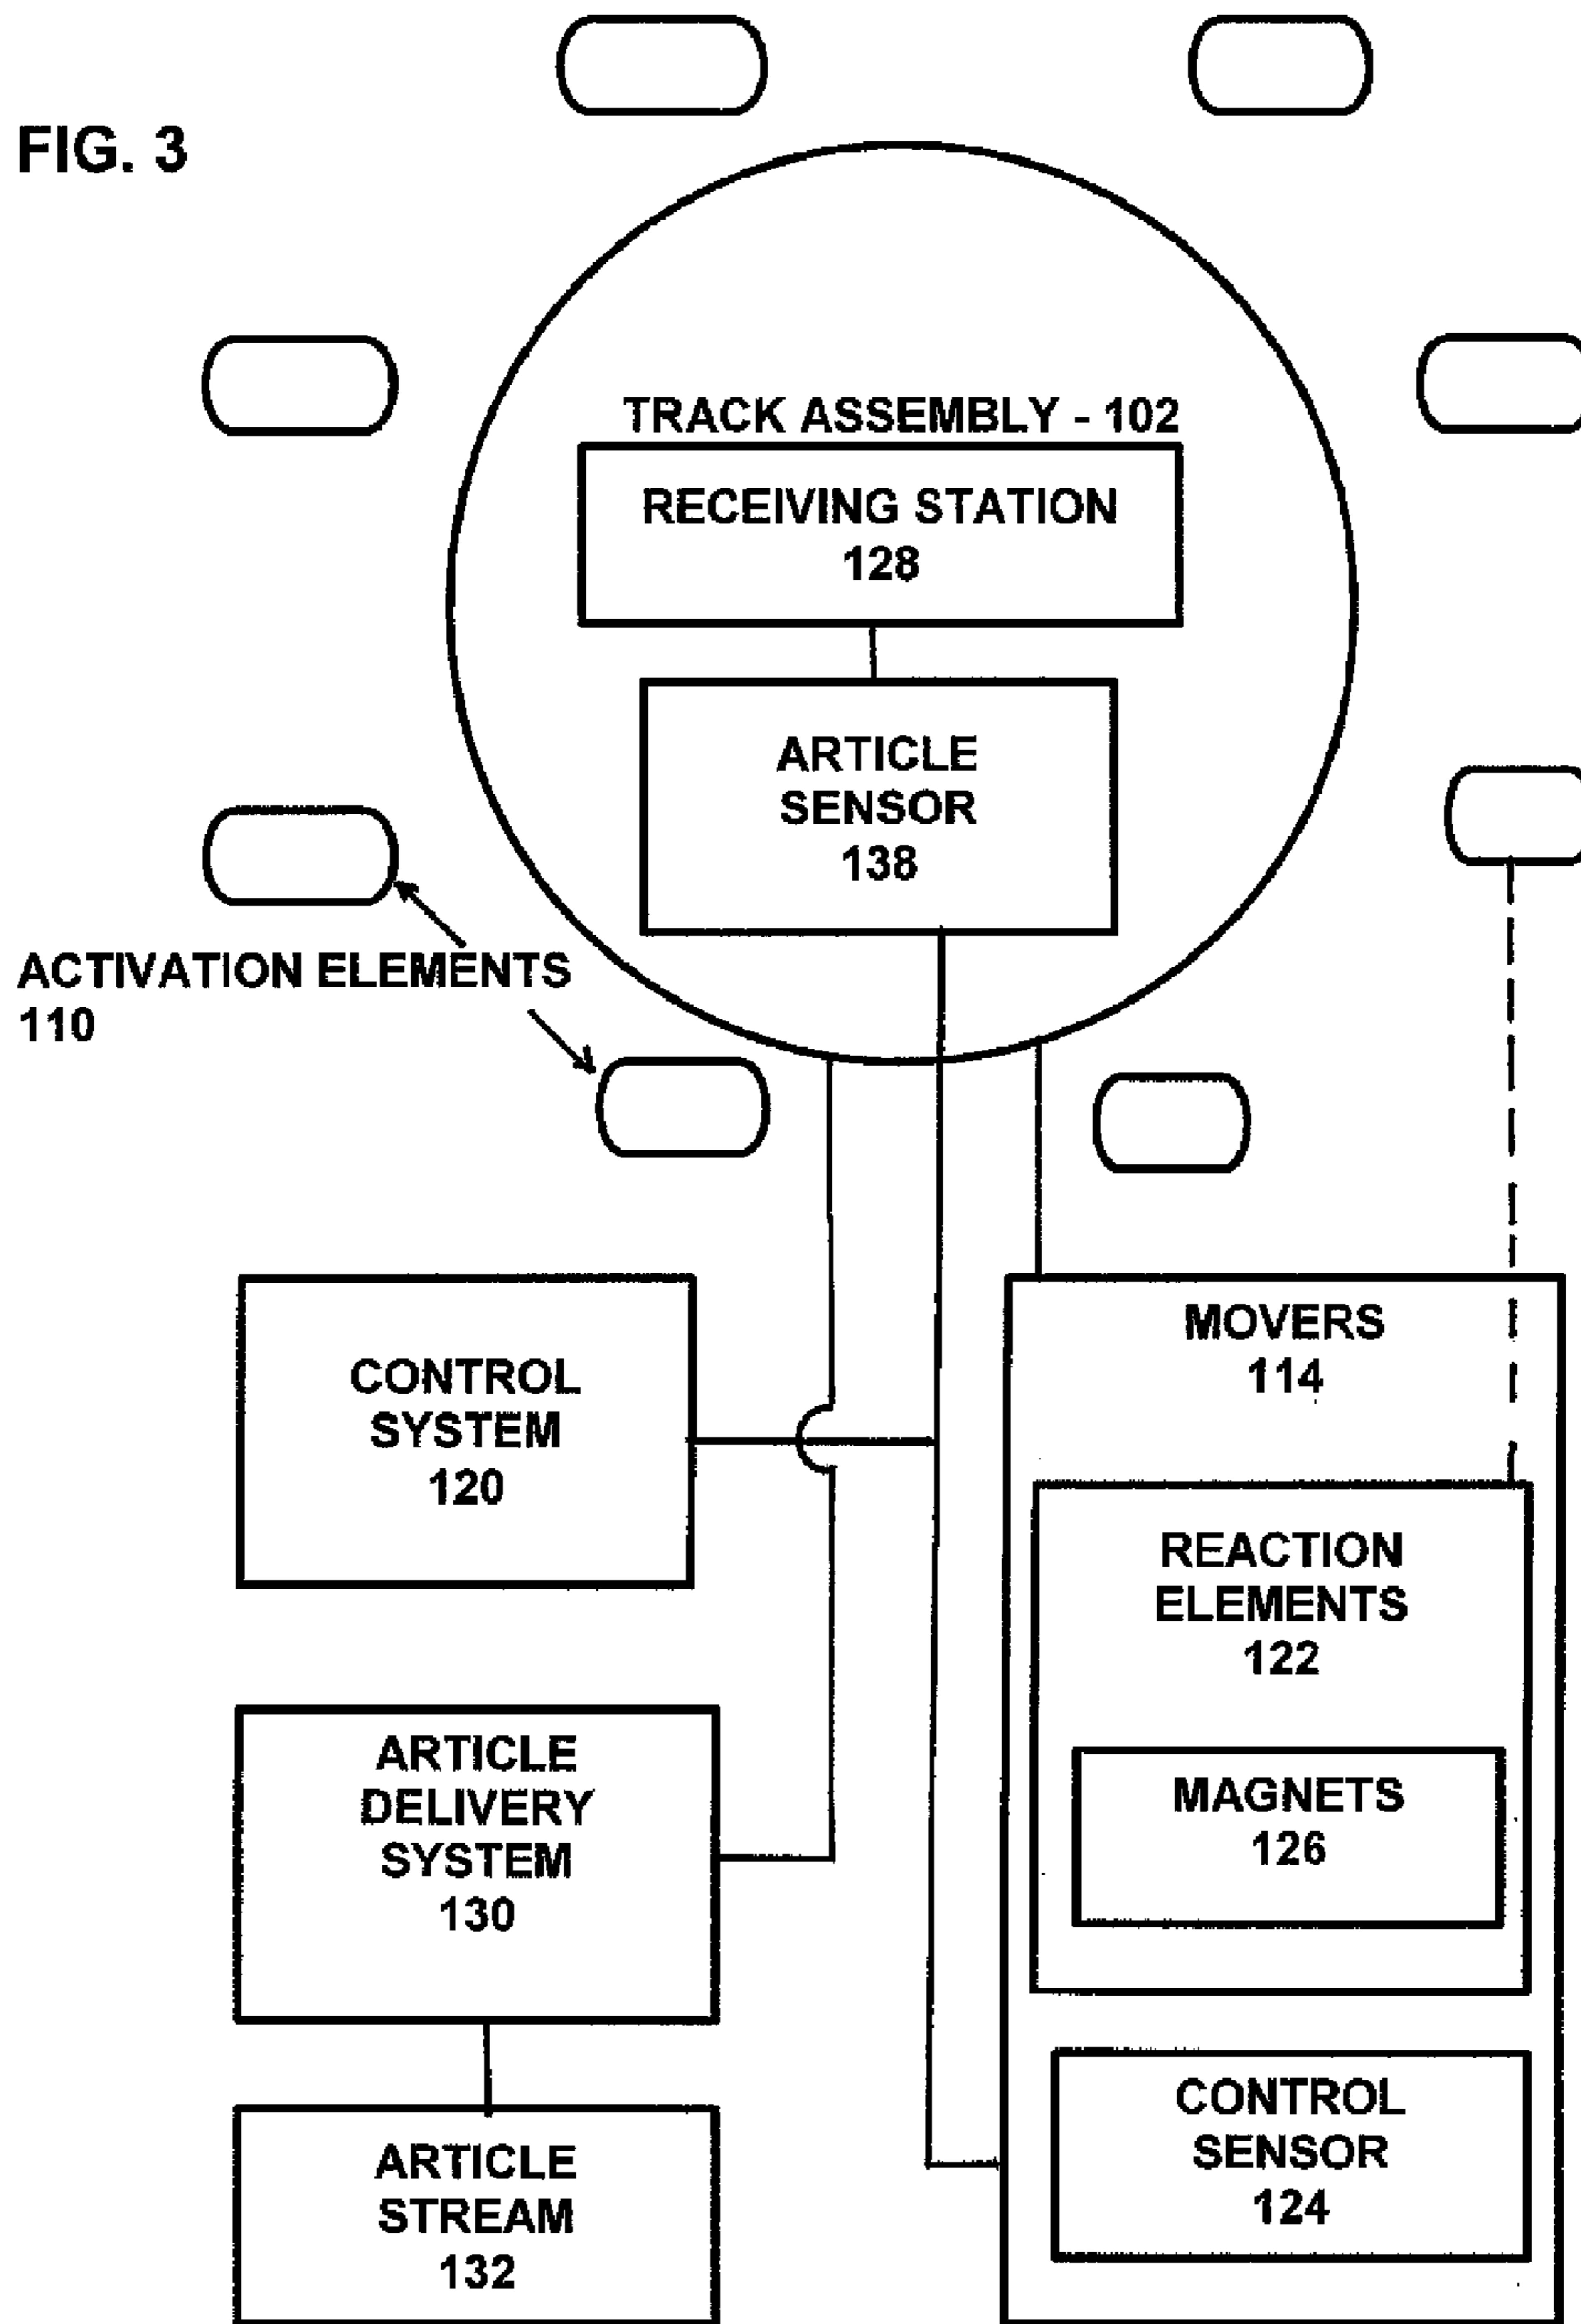 FIG. 3
TRACK ASSEMBLY - 102
RECEIVING STATION
128
ARTICLE
SENSOR
138
ACTIVATION ELEMENTS
110
MOVERS
114
CONTROL
SYSTEM
120
REACTION
ELEMENTS
122
MAGNETS
126
ARTICLE
DELIVERY
SYSTEM
130
CONTROL
SENSOR
124
ARTICLE
STREAM
132